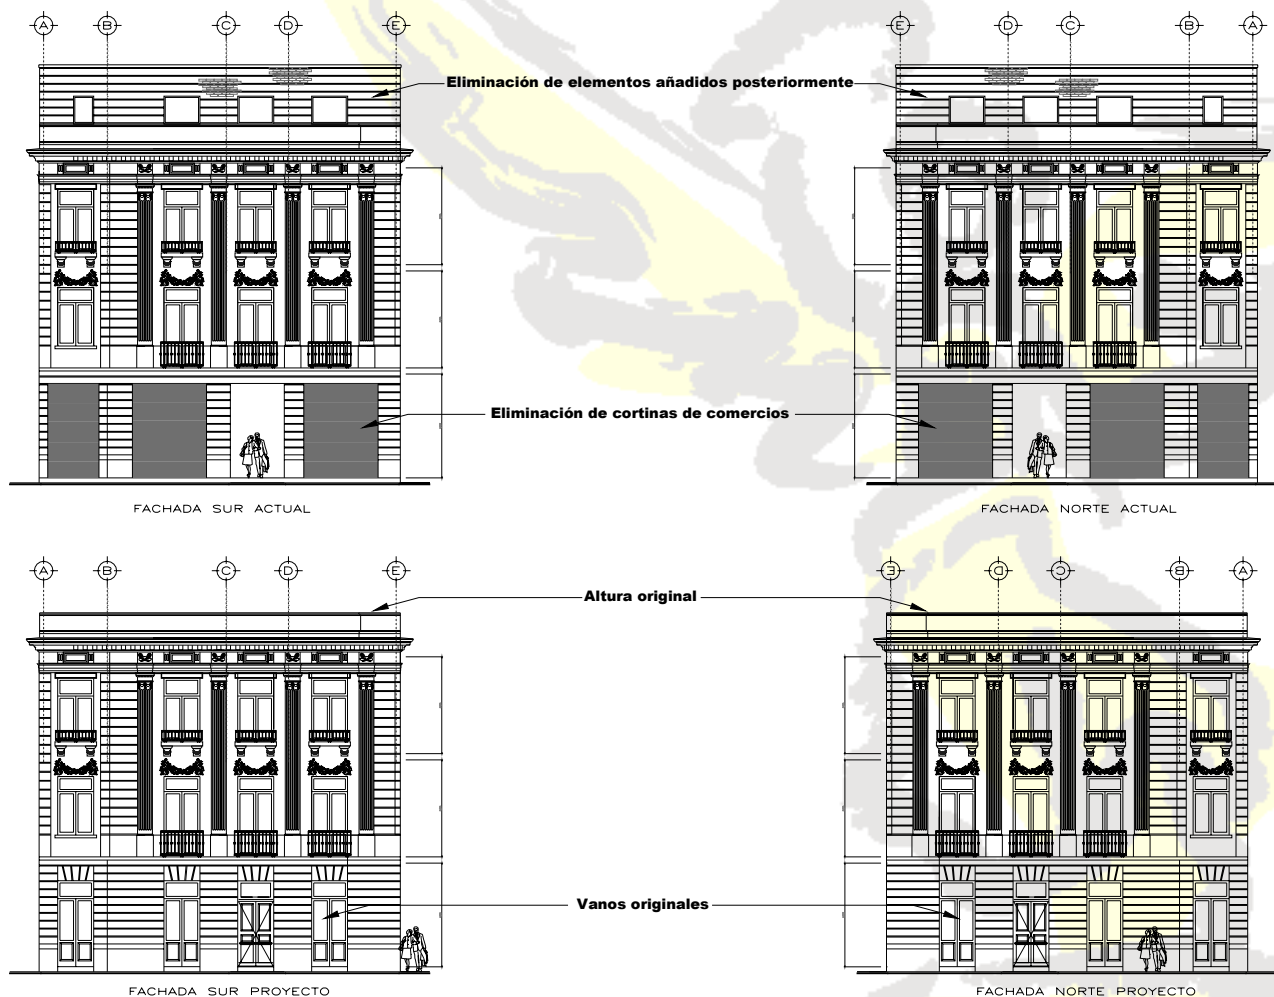 A B C D E
E D C B A
Eliminación de elementos añadidos posteriormente
Eliminación de cortinas de comercios
FACHADA SUR ACTUAL
FACHADA NORTE ACTUAL
A B C D E
E D C B A
Altura original
Vanos originales
FACHADA SUR PROYECTO
FACHADA NORTE PROYECTO